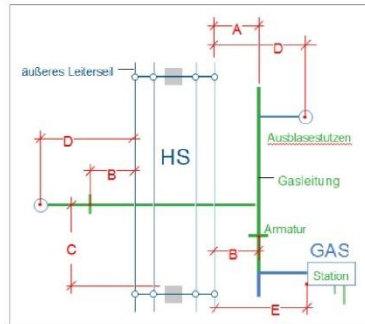 A
D
äußeres Leiterseil
HS
Ausblasestutzen
D
B
Gasleitung
Armatur
C
B
GAS
Station
E